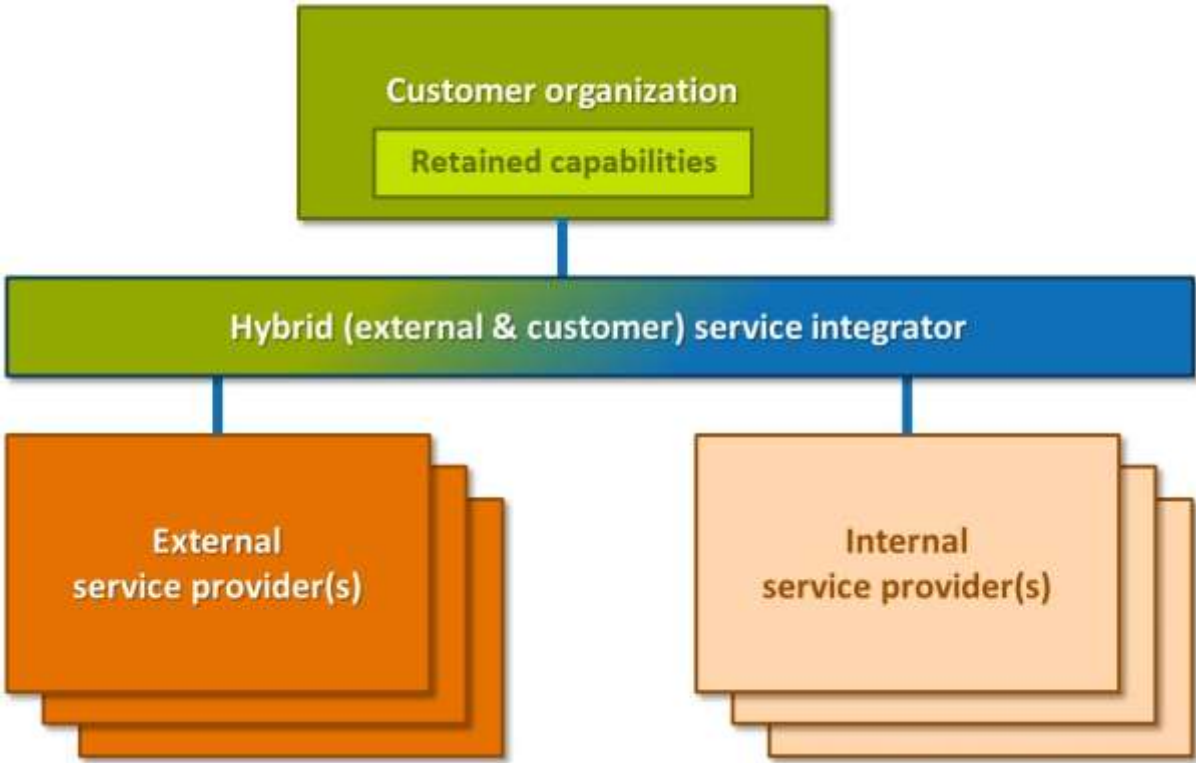 Customer organization
Retained capabilities
Hybrid (external & customer) service integrator
External
service provider(s)
Internal
service provider(s)